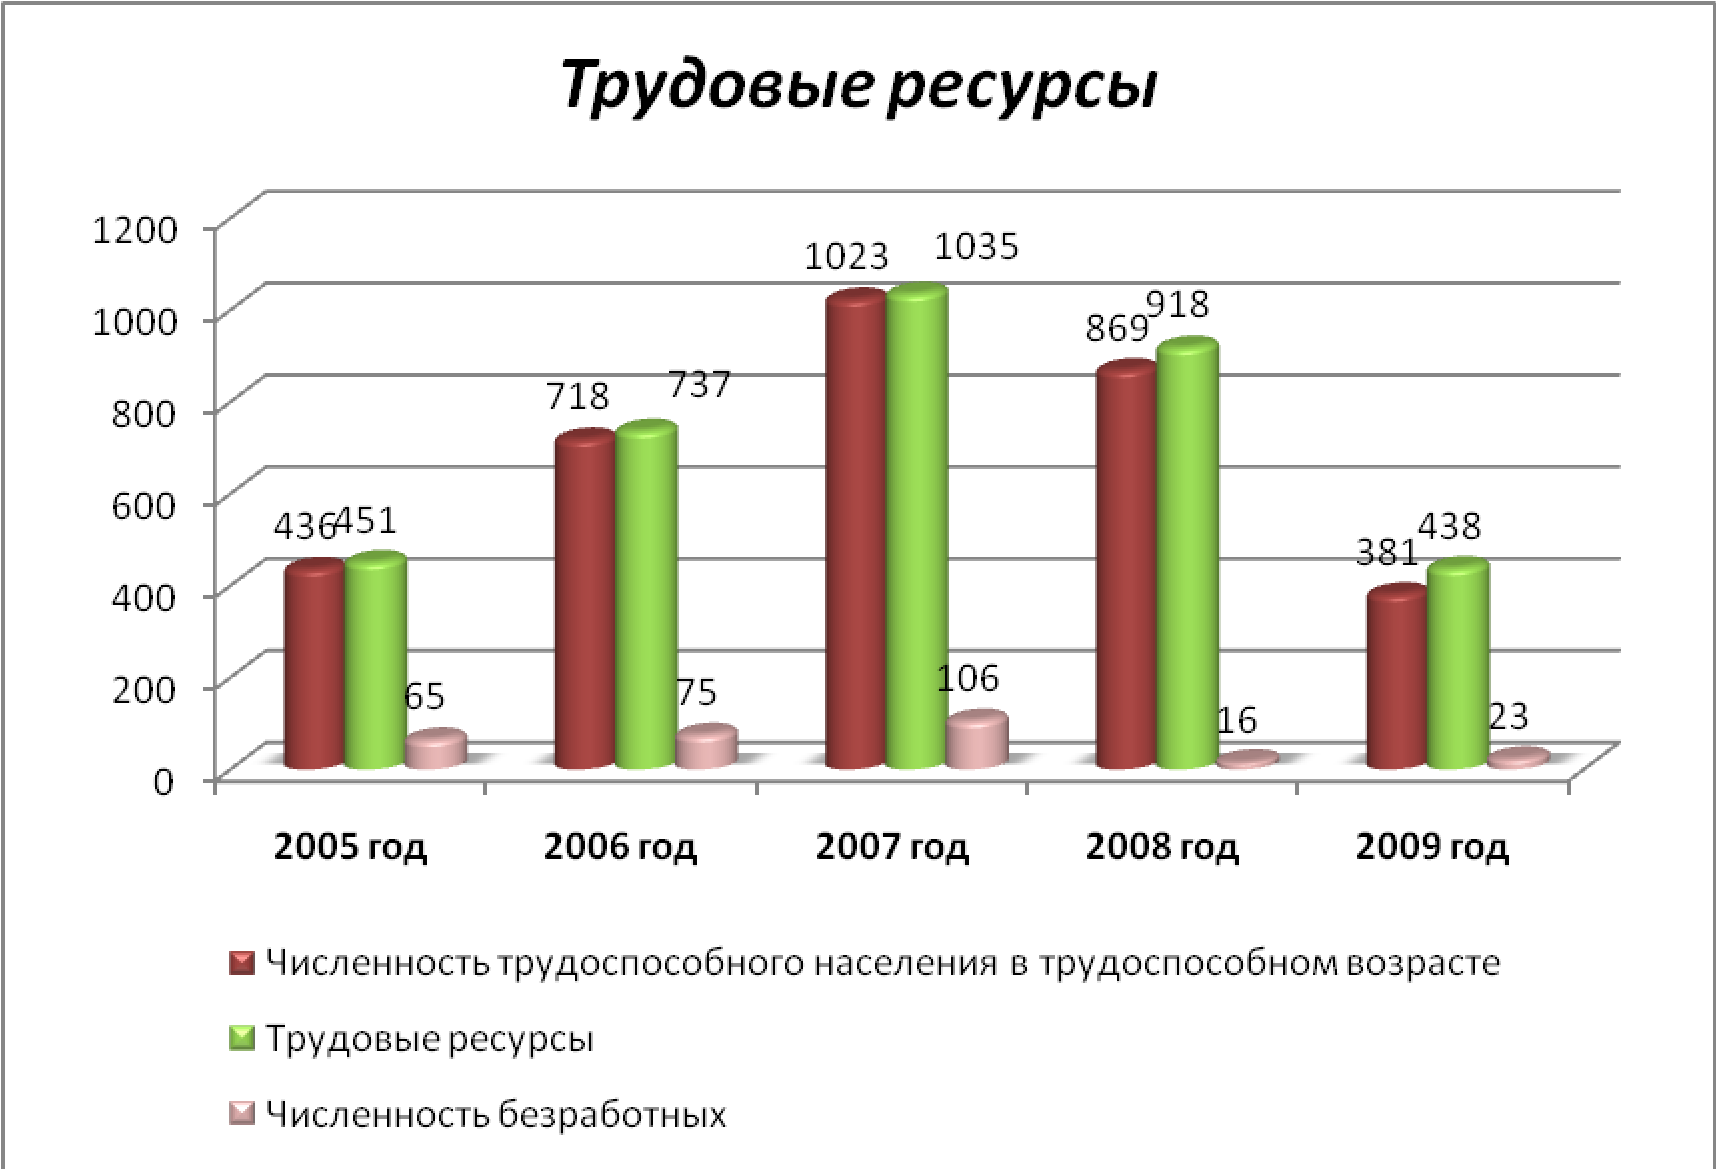 Трудовые ресурсы
1200
1000
800
600
400
200
0
436 451 65
718 737 75
1023 1035 106
869 918 16
381 438 23
2005 год 2006 год 2007 год 2008 год 2009 год
Численность трудоспособного населения в трудоспособном возрасте
Трудовые ресурсы
Численность безработных